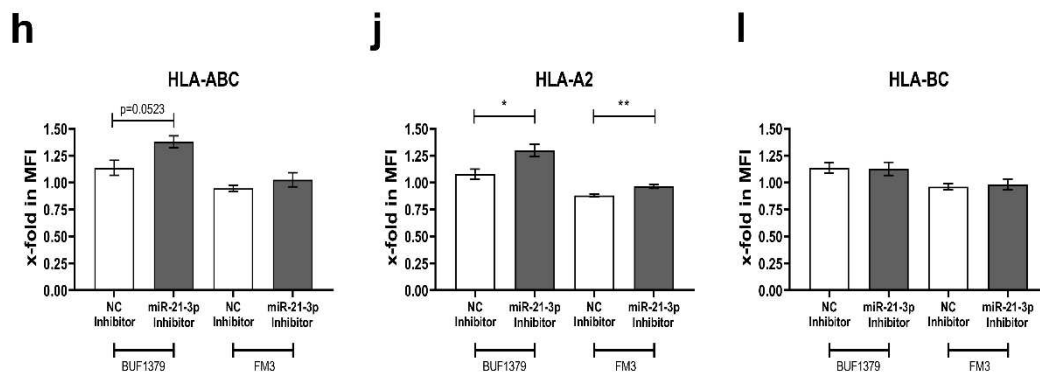 h
HLA-ABC
p=0.0523
x-fold in MFI
1.50
1.25
1.00
0.75
0.50
0.25
0.00
NC
Inhibitor
miR-21-3p
Inhibitor
NC
Inhibitor
miR-21-3p
Inhibitor
BUF1379
FM3
j
HLA-A2
*
**
x-fold in MFI
1.50
1.25
1.00
0.75
0.50
0.25
0.00
NC
Inhibitor
miR-21-3p
Inhibitor
NC
Inhibitor
miR-21-3p
Inhibitor
BUF1379
FM3
l
HLA-BC
x-fold in MFI
1.50
1.25
1.00
0.75
0.50
0.25
0.00
NC
Inhibitor
miR-21-3p
Inhibitor
NC
Inhibitor
miR-21-3p
Inhibitor
BUF1379
FM3